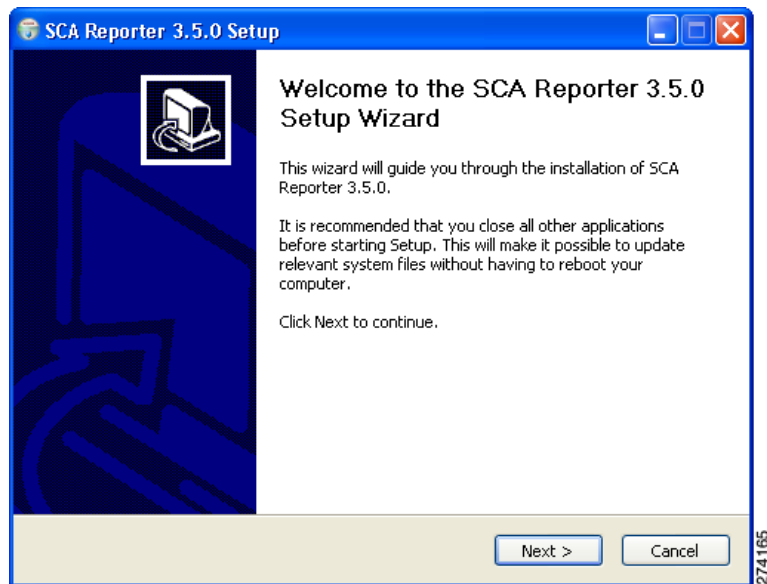 SCA Reporter 3.5.0 Setup
Welcome to the SCA Reporter 3.5.0
Setup Wizard
This wizard will guide you through the installation of SCA
Reporter 3.5.0.
It is recommended that you close all other applications
before starting Setup. This will make it possible to update
relevant system files without having to reboot your
computer.
Click Next to continue.
Next >
Cancel
274165